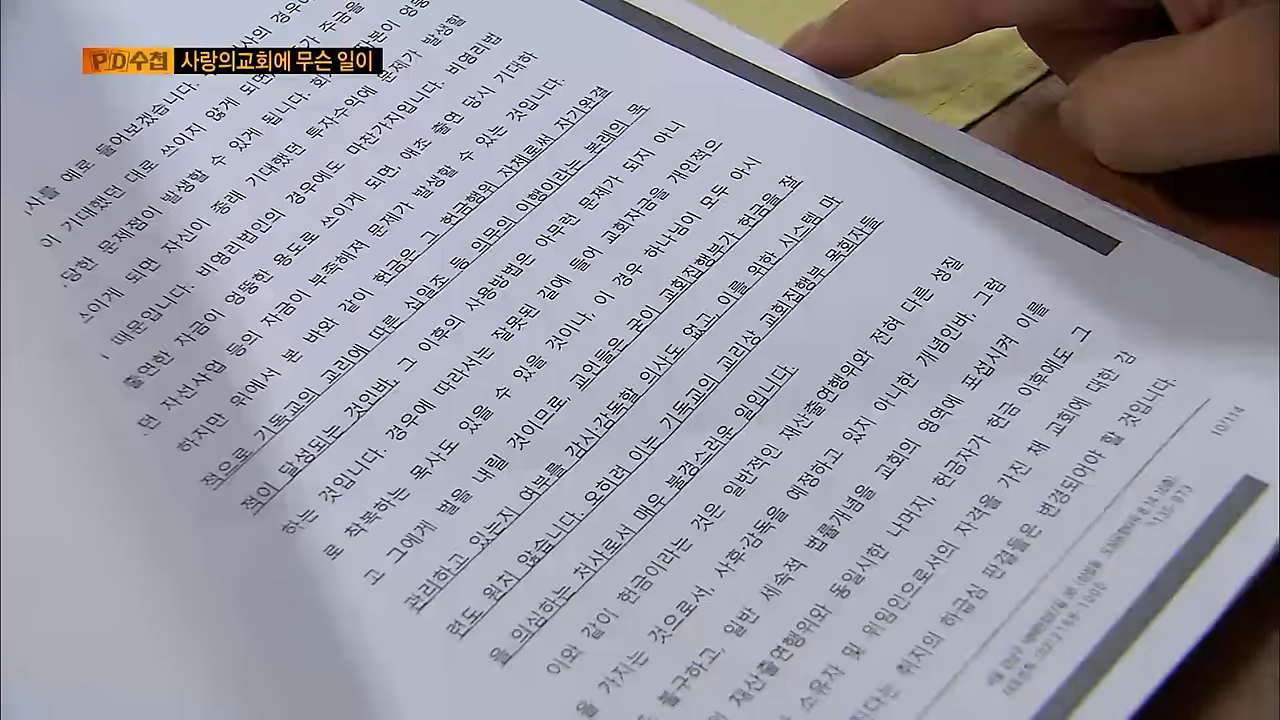 PD수첩 사랑의교회에 무슨 일이
사를 예로 들어보겠습니다.
이 기대했던 대로 쓰이지 않게 되면
당한 문제점이 발생할 수 있게 됩니다.
쓰이게 되면 자신이 종래 기대했던 투자수익에 문제가 발생할
때문입니다. 비영리법인의 경우에도 마찬가지입니다. 비영리법
출연한 자금이 엉뚱한 용도로 쓰이게 되면, 애초 출연 당시 기대하
던 자선사업 등의 자금이 부족해져 문제가 발생할 수 있는 것입니다.
하지만 위에서 본 바와 같이 헌금은 그 헌금행위 자체로써 자기완결
적으로 기독교의 교리에 따른 십일조 등 의무의 이행이라는 본래의 목
적이 달성되는 것인바, 그 이후의 사용방법은 아무런 문제가 되지 아니
하는 것입니다. 경우에 따라서는 잘못된 길에 들어 교회자금을 개인적으
로 착복하는 목사도 있을 수 있을 것이나, 이 경우 하나님이 모두 아시
고 그에게 벌을 내릴 것이므로, 교인들은 굳이 교회집행부가 헌금을 잘
관리하고 있는지 여부를 감시·감독할 의사도 없고, 이를 위한 시스템 마
련도 원치 않습니다. 오히려 이는 기독교의 교리상 교회집행부 목회자들
을 의심하는 처사로서 매우 불경스러운 일입니다.
이와 같이 헌금이라는 것은 일반적인 재산출연행위와 전혀 다른 성질
을 가지는 것으로서, 사후감독을 예정하고 있지 아니한 개념인바, 그럼
불구하고, 일반 세속적 법률개념을 교회의 영역에 포섭시켜 이를
재산출연행위와 동일시한 나머지, 헌금자가 헌금 이후에도 그
소유자 및 위임인으로서의 자격을 가진 채 교회에 대한 감
진다는 취지의 하급심 판결들은 변경되어야 할 것입니다.
10/14